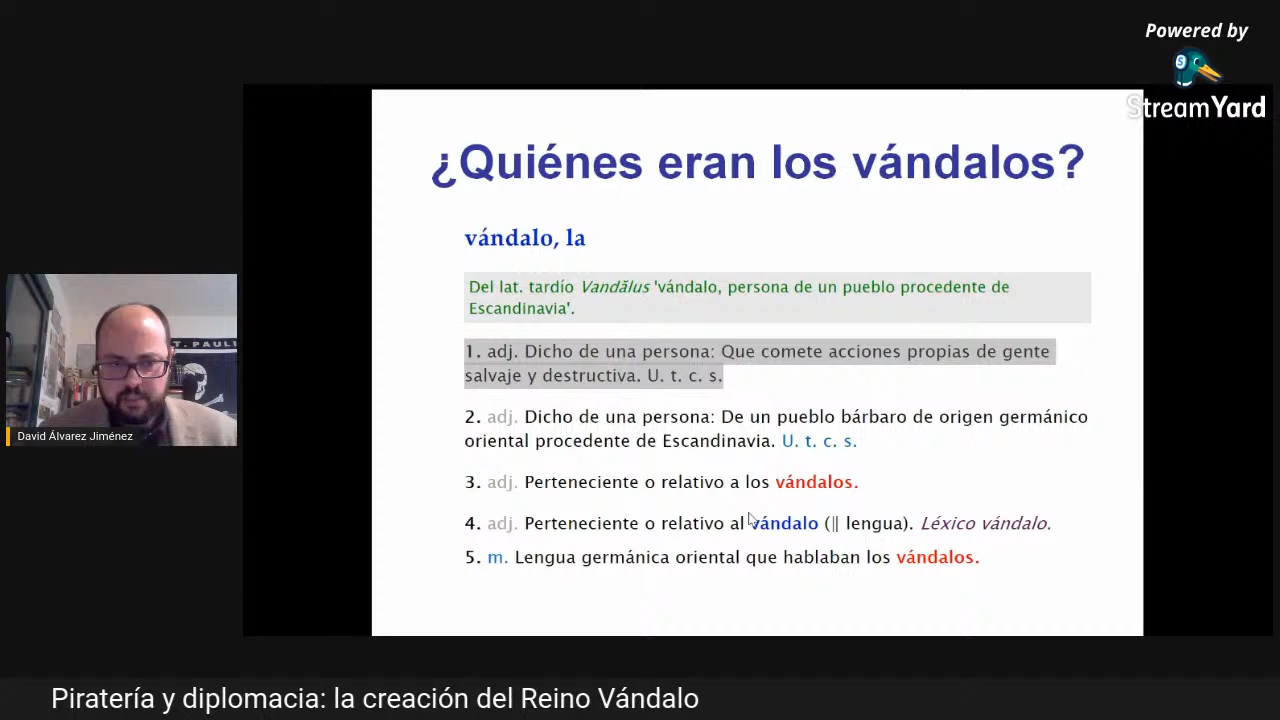 Powered by
StreamYard
¿Quiénes eran los vándalos?
vándalo, la
Del lat. tardío Vandălus 'vándalo, persona de un pueblo procedente de
Escandinavia'.
1. adj. Dicho de una persona: Que comete acciones propias de gente
salvaje y destructiva. U. t. c. s.
2. adj. Dicho de una persona: De un pueblo bárbaro de origen germánico
oriental procedente de Escandinavia. U. t. c. s.
3. adj. Perteneciente o relativo a los vándalos.
4. adj. Perteneciente o relativo al vándalo (‖ lengua). Léxico vándalo.
5. m. Lengua germánica oriental que hablaban los vándalos.
T. PAULI
David Álvarez Jiménez
Piratería y diplomacia: la creación del Reino Vándalo